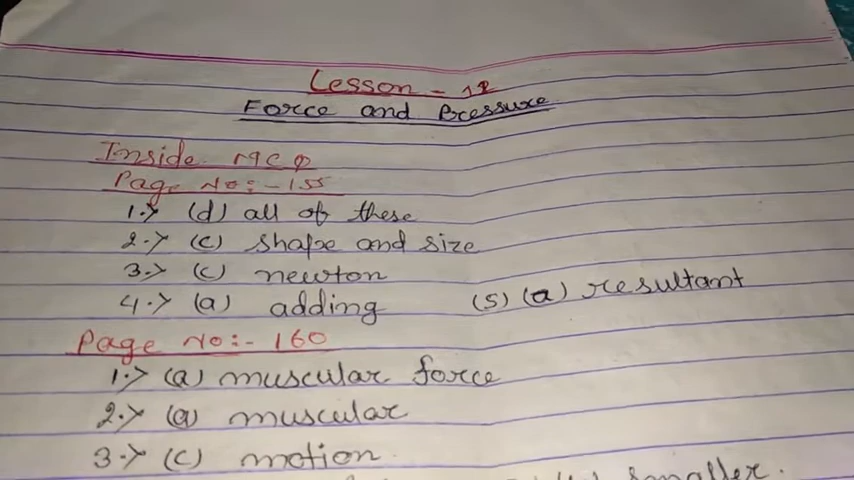 Lesson - 12
Force and Pressure
Inside MCQ
Page No:- 155
1.> (d) all of these
2.> (c) shape and size
3.> (c) newton
4.> (a) adding (5) (a) resultant
Page No:- 160
1.> (a) muscular force
2.> (a) muscular
3.> (c) motion
smaller.